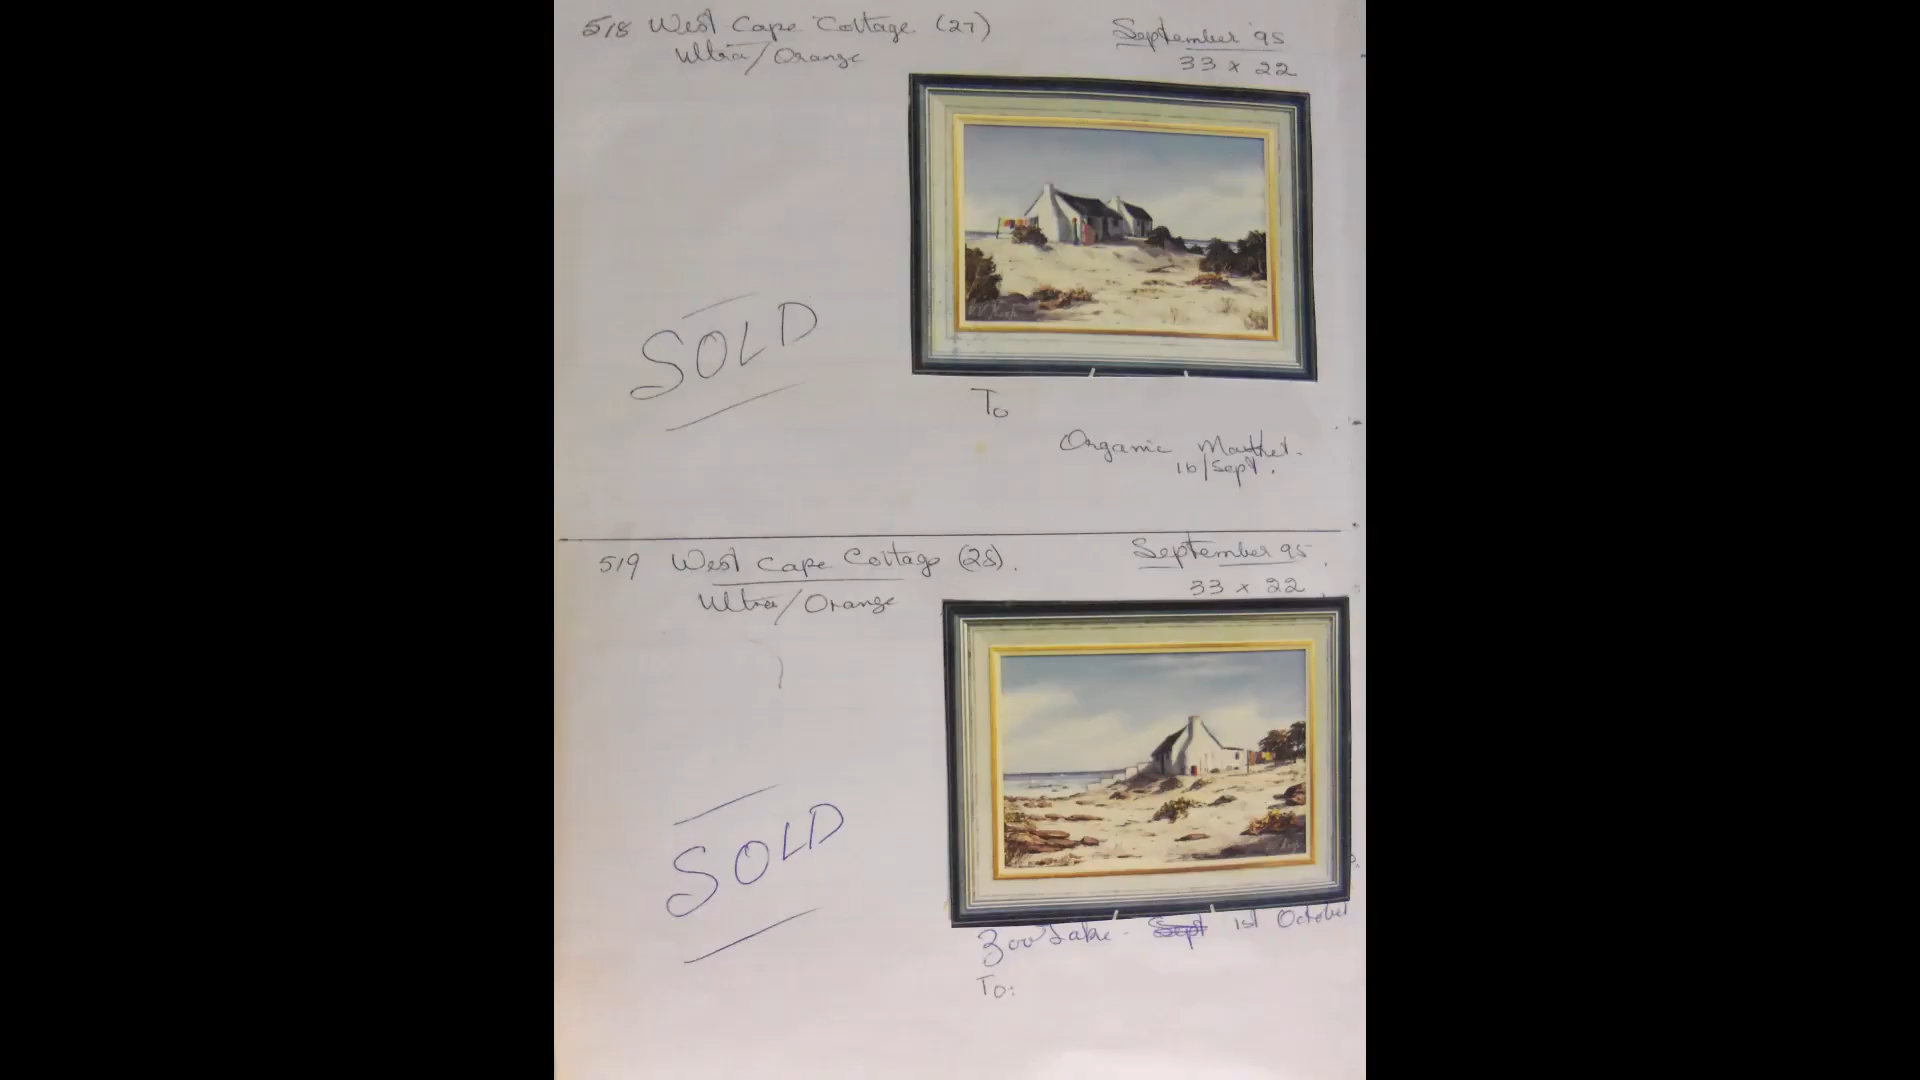 518 West Cape Cottage (27)
September '95
Ultra/Orange
33 x 22
SOLD
To
Organic Market.
16/Sept.
519 West Cape Cottage (28).
September 95
33 x 22
Ultra/Orange
SOLD
Zoo Lake - Sept 1st October
To: